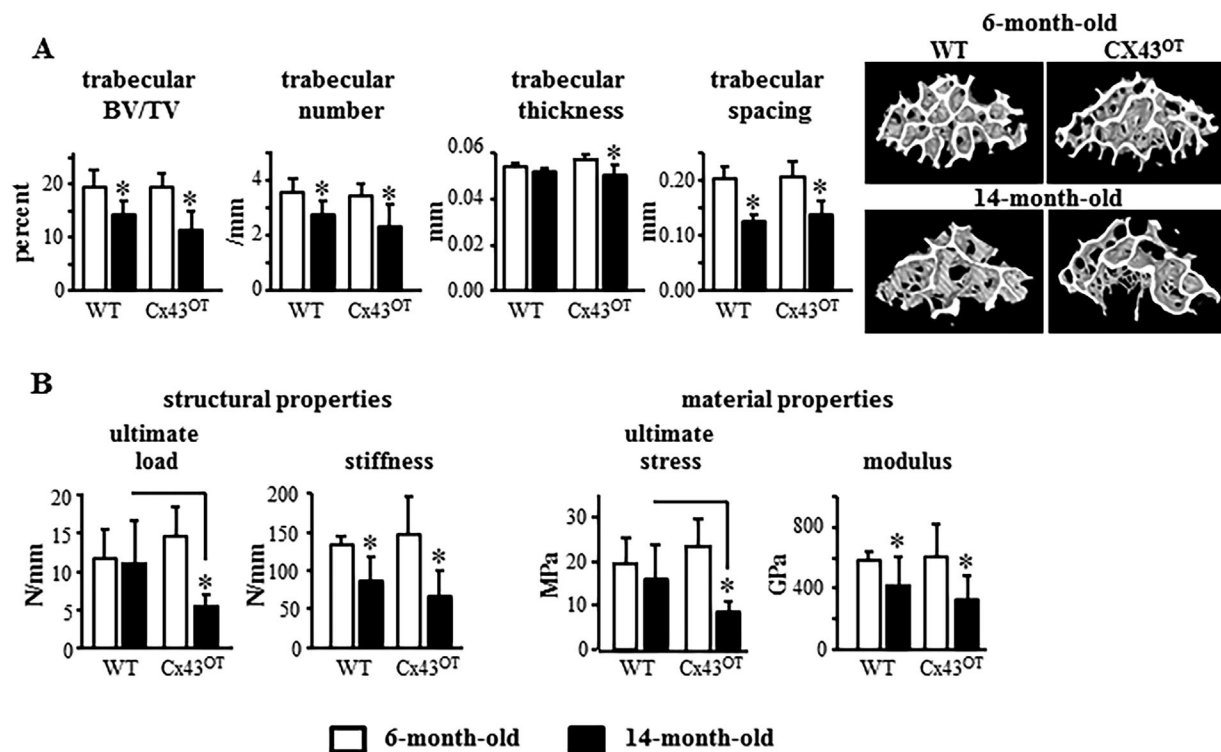 A
6-month-old
WT CX43OT
trabecular BV/TV
trabecular number
trabecular thickness
trabecular spacing
percent
20
10
0
WT Cx43OT
* *
/mm
4
2
0
WT Cx43OT
* *
mm
0.06
0.04
0.02
0.00
WT Cx43OT
*
mm
0.20
0.10
0.00
WT Cx43OT
* *
14-month-old
B
structural properties
material properties
ultimate load
N/mm
20
15
10
5
0
WT Cx43OT
*
stiffness
N/mm
200
150
100
50
0
WT Cx43OT
* *
ultimate stress
MPa
30
20
10
0
WT Cx43OT
*
modulus
GPa
800
400
0
WT Cx43OT
* *
6-month-old 14-month-old